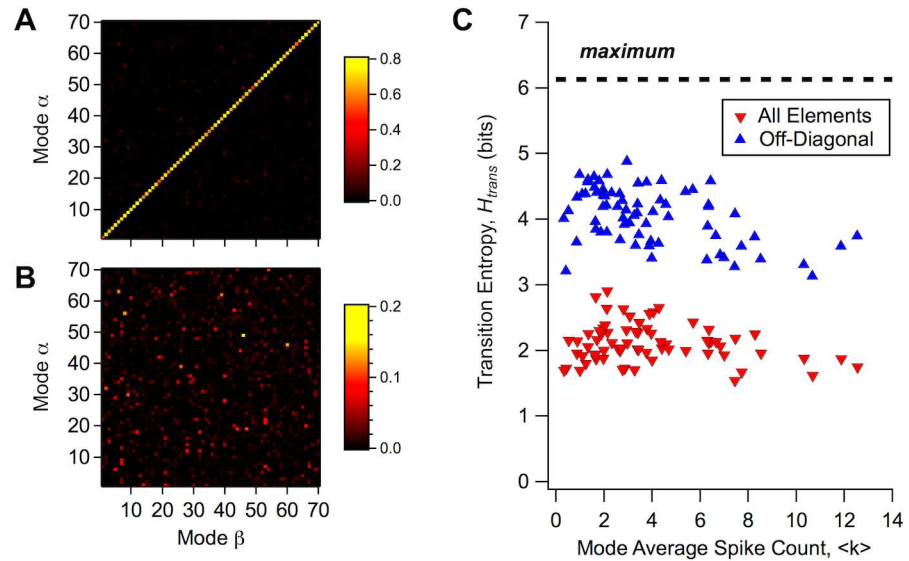 A
70
60
50
40
30
20
10
Mode α
0.8
0.6
0.4
0.2
0.0
B
70
60
50
40
30
20
10
Mode α
10 20 30 40 50 60 70
Mode β
0.2
0.1
0.0
C
7
6
5
4
3
2
1
0
Transition Entropy, H_trans (bits)
maximum
All Elements
Off-Diagonal
0 2 4 6 8 10 12 14
Mode Average Spike Count, <k>